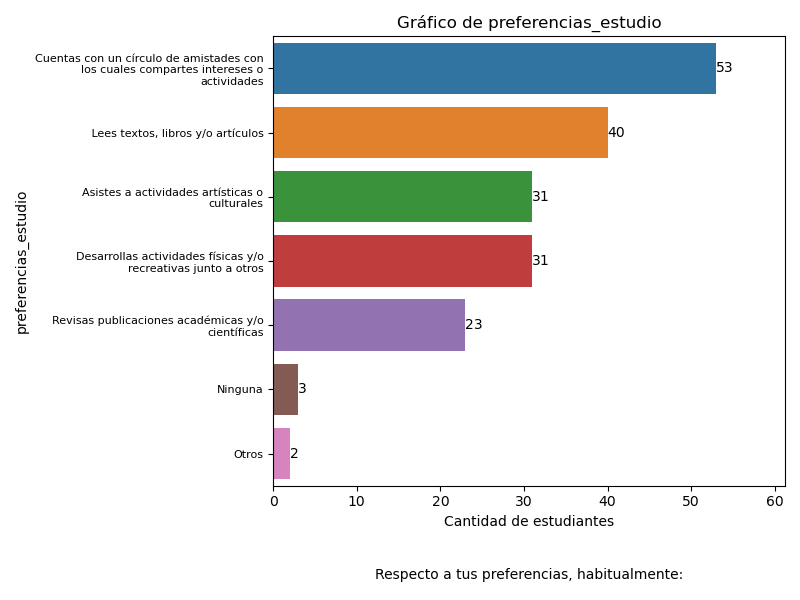 Gráfico de preferencias_estudio
Cuentas con un círculo de amistades con
los cuales compartes intereses o
actividades
53
Lees textos, libros y/o artículos
40
Asistes a actividades artísticas o
culturales
31
Desarrollas actividades físicas y/o
recreativas junto a otros
31
Revisas publicaciones académicas y/o
científicas
23
Ninguna
3
Otros
2
preferencias_estudio
0 10 20 30 40 50 60
Cantidad de estudiantes
Respecto a tus preferencias, habitualmente: